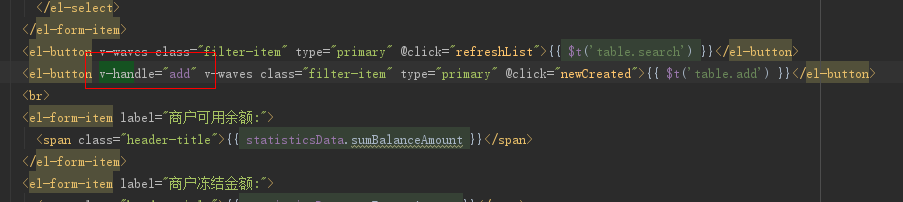 </el-select>
</el-form-item>
<el-button v-waves class="filter-item" type="primary" @click="refreshList">{{ $t('table.search') }}</el-button>
<el-button v-handle="add" v-waves class="filter-item" type="primary" @click="newCreated">{{ $t('table.add') }}</el-button>
<br>
<el-form-item label="商户可用余额:">
<span class="header-title">{{ statisticsData.sumBalanceAmount }}</span>
</el-form-item>
<el-form-item label="商户冻结金额:">